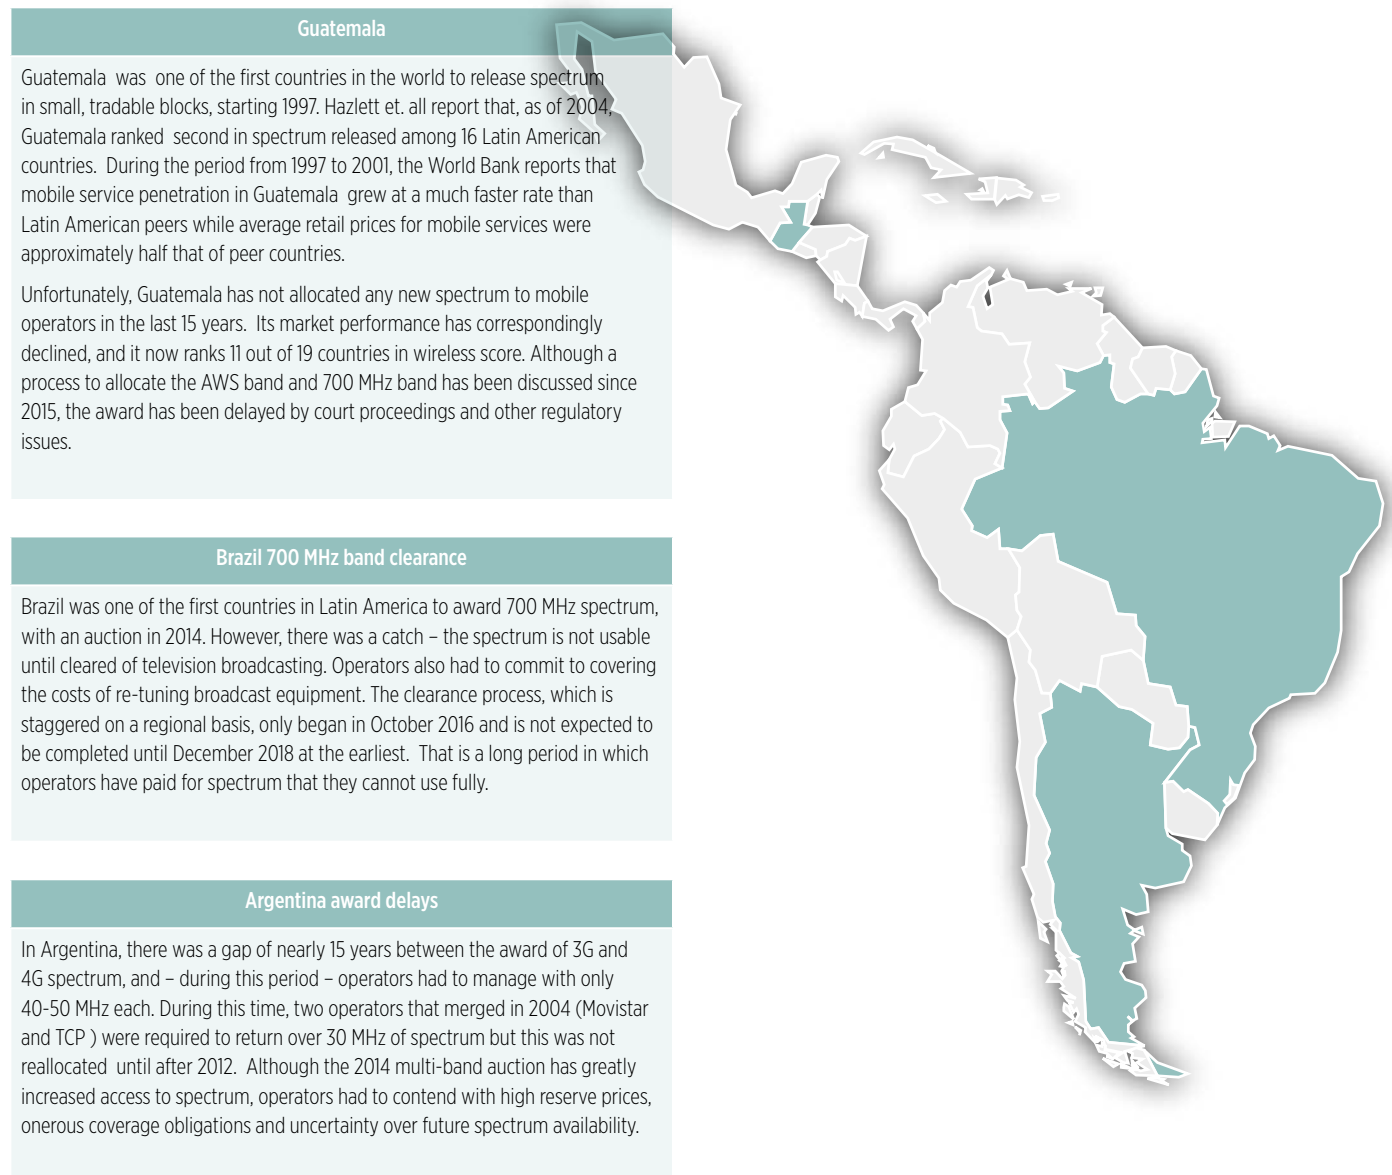 Guatemala
Guatemala was one of the first countries in the world to release spectrum
in small, tradable blocks, starting 1997. Hazlett et. all report that, as of 2004,
Guatemala ranked second in spectrum released among 16 Latin American
countries. During the period from 1997 to 2001, the World Bank reports that
mobile service penetration in Guatemala grew at a much faster rate than
Latin American peers while average retail prices for mobile services were
approximately half that of peer countries.
Unfortunately, Guatemala has not allocated any new spectrum to mobile
operators in the last 15 years. Its market performance has correspondingly
declined, and it now ranks 11 out of 19 countries in wireless score. Although a
process to allocate the AWS band and 700 MHz band has been discussed since
2015, the award has been delayed by court proceedings and other regulatory
issues.
Brazil 700 MHz band clearance
Brazil was one of the first countries in Latin America to award 700 MHz spectrum,
with an auction in 2014. However, there was a catch – the spectrum is not usable
until cleared of television broadcasting. Operators also had to commit to covering
the costs of re-tuning broadcast equipment. The clearance process, which is
staggered on a regional basis, only began in October 2016 and is not expected to
be completed until December 2018 at the earliest. That is a long period in which
operators have paid for spectrum that they cannot use fully.
Argentina award delays
In Argentina, there was a gap of nearly 15 years between the award of 3G and
4G spectrum, and – during this period – operators had to manage with only
40-50 MHz each. During this time, two operators that merged in 2004 (Movistar
and TCP ) were required to return over 30 MHz of spectrum but this was not
reallocated until after 2012. Although the 2014 multi-band auction has greatly
increased access to spectrum, operators had to contend with high reserve prices,
onerous coverage obligations and uncertainty over future spectrum availability.